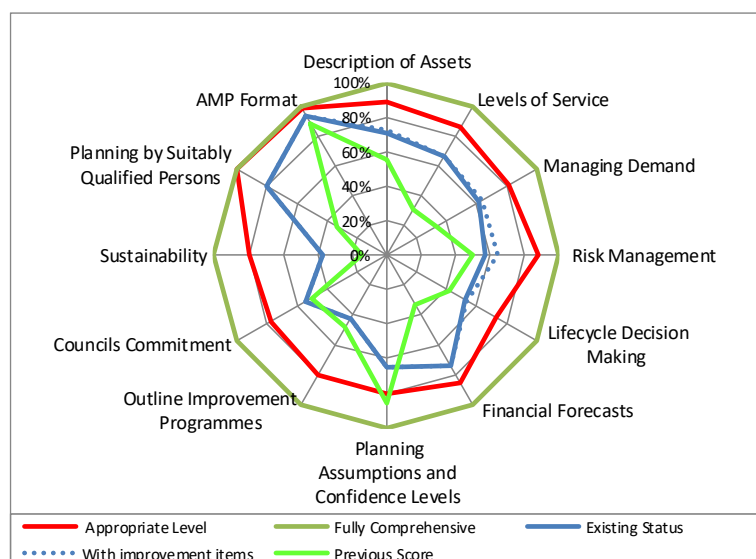 Description of Assets
100%
AMP Format
Levels of Service
80%
Planning by Suitably
Qualified Persons
60%
Managing Demand
40%
20%
Sustainability
0%
Risk Management
Councils Commitment
Lifecycle Decision
Making
Outline Improvement
Programmes
Financial Forecasts
Planning
Assumptions and
Confidence Levels
Appropriate Level
Fully Comprehensive
Existing Status
With improvement items
Previous Score